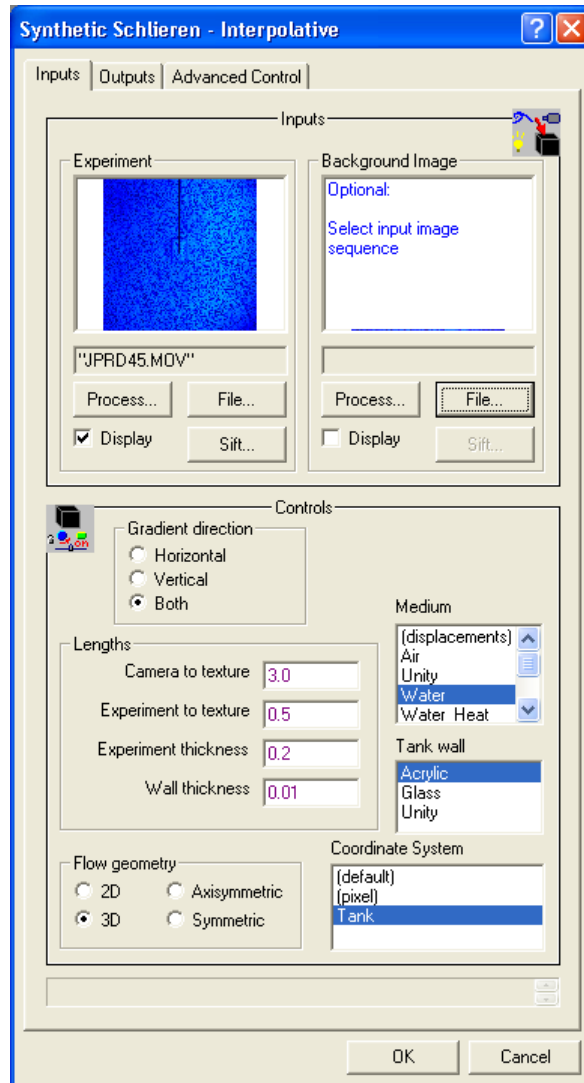 Synthetic Schlieren - Interpolative
Inputs Outputs Advanced Control
Inputs
Experiment
Background Image
Optional:
Select input image
sequence
"JPRD45.MOV"
Process... File...
Process... File...
Display Sift...
Display Sift...
Controls
Gradient direction
Horizontal
Vertical
Both
Medium
(displacements)
Air
Unity
Water
Water Heat
Lengths
Camera to texture 3.0
Experiment to texture 0.5
Experiment thickness 0.2
Wall thickness 0.01
Tank wall
Acrylic
Glass
Unity
Flow geometry
2D Axisymmetric
3D Symmetric
Coordinate System
(default)
(pixel)
Tank
OK Cancel